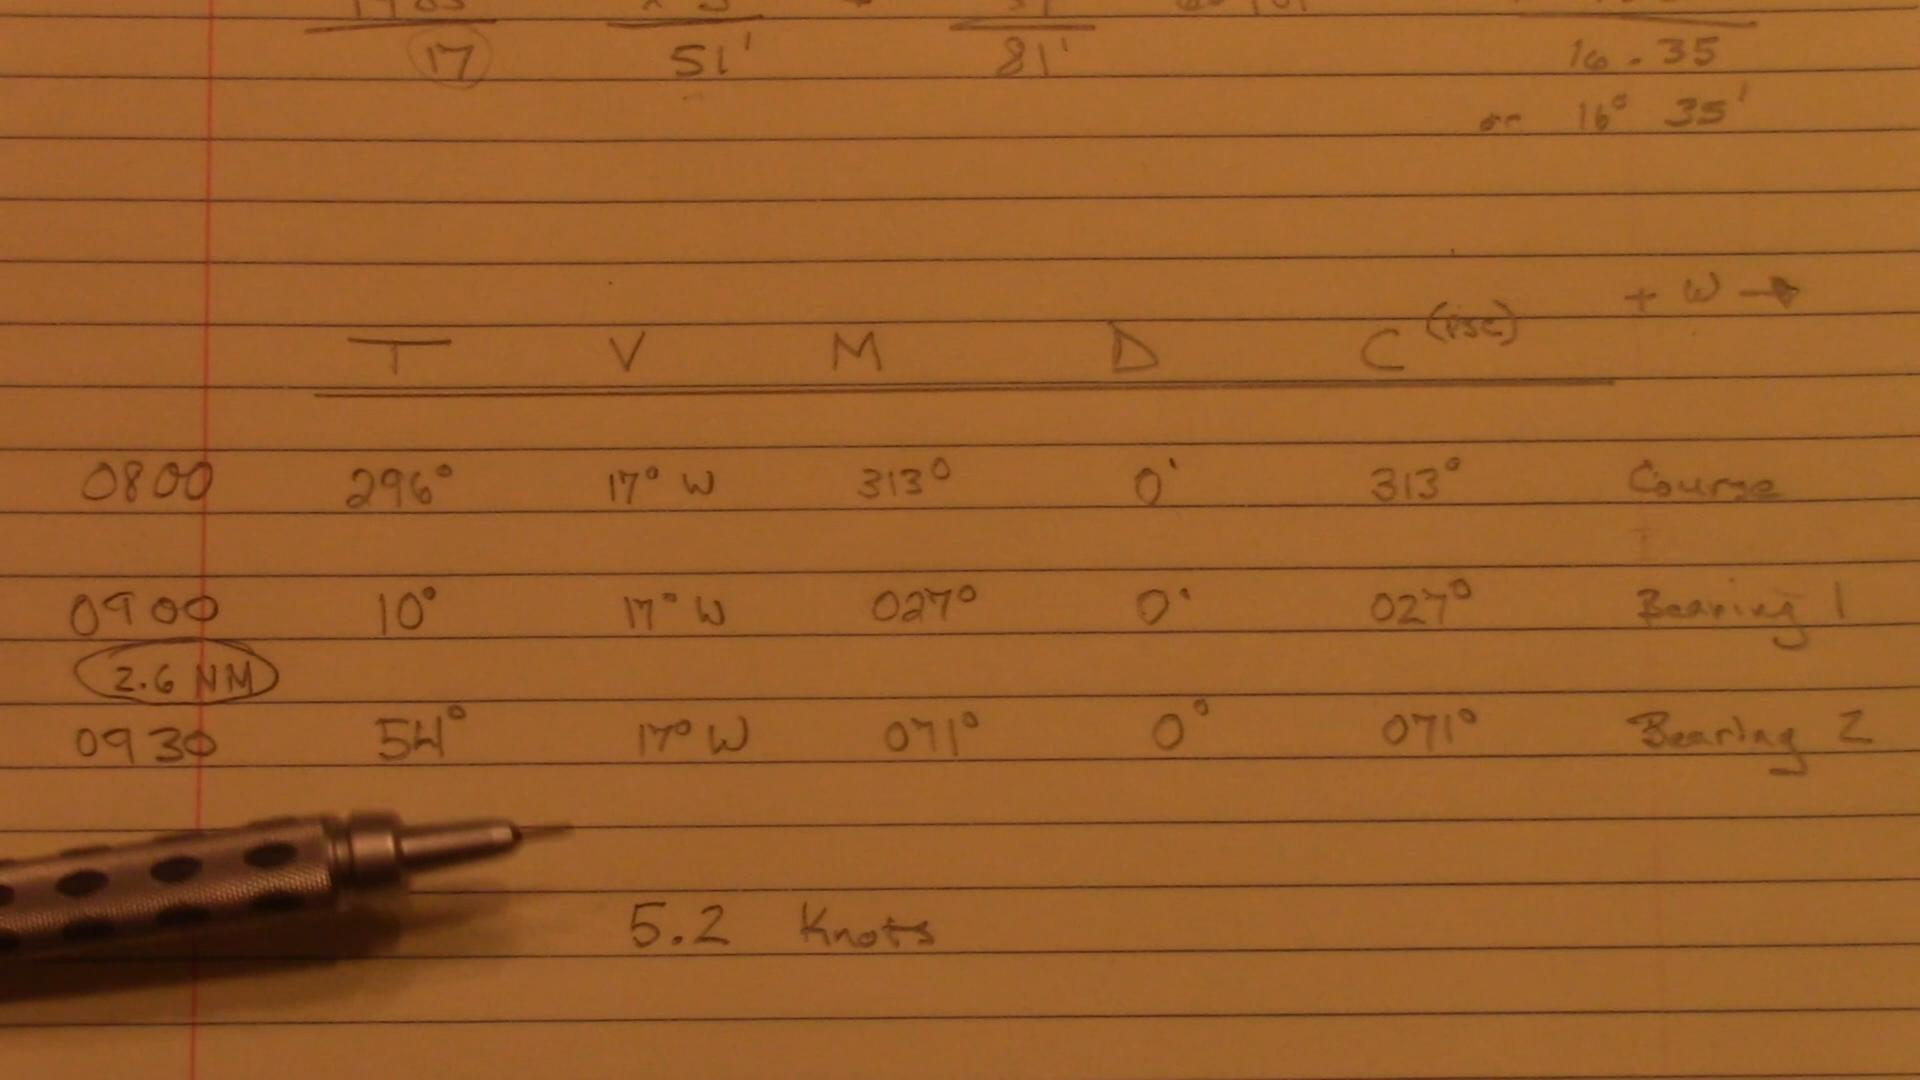 17 51' 81' 16.35
or 16° 35'
+ W →
T V M D C (PSC)
0800 296° 17° W 313° 0° 313° Course
0900 10° 17° W 027° 0° 027° Bearing 1
2.6 NM
0930 54° 17° W 071° 0° 071° Bearing 2
5.2 Knots